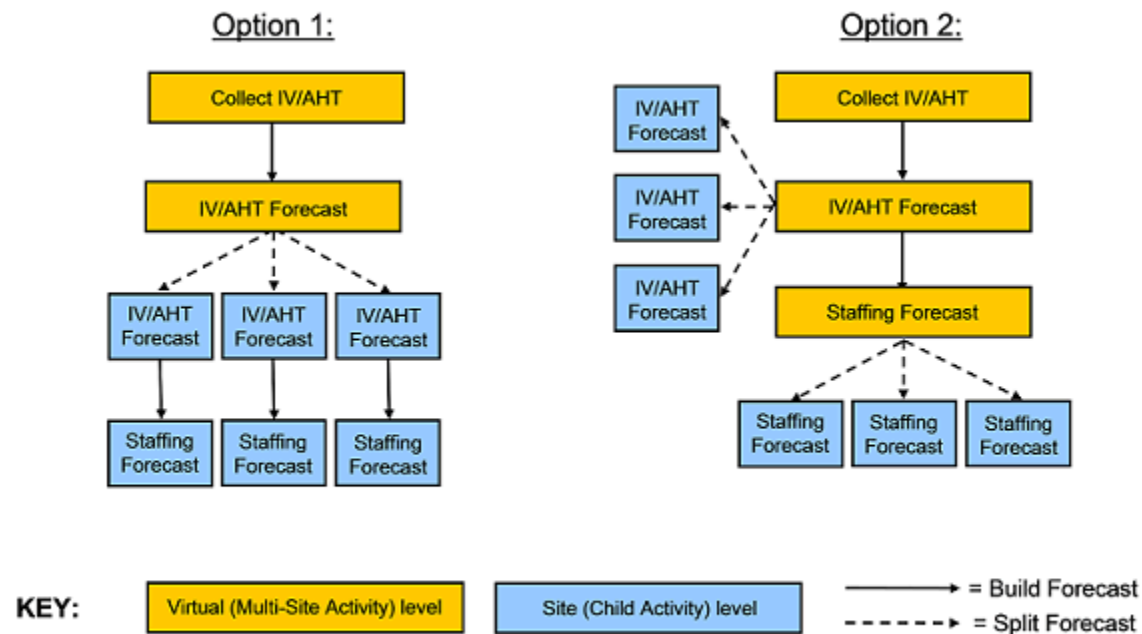 Option 1:
Collect IV/AHT
IV/AHT Forecast
IV/AHT
Forecast
IV/AHT
Forecast
IV/AHT
Forecast
Staffing
Forecast
Staffing
Forecast
Staffing
Forecast
Option 2:
Collect IV/AHT
IV/AHT
Forecast
IV/AHT
Forecast
IV/AHT
Forecast
IV/AHT Forecast
Staffing Forecast
Staffing
Forecast
Staffing
Forecast
Staffing
Forecast
KEY:
Virtual (Multi-Site Activity) level
Site (Child Activity) level
= Build Forecast
= Split Forecast